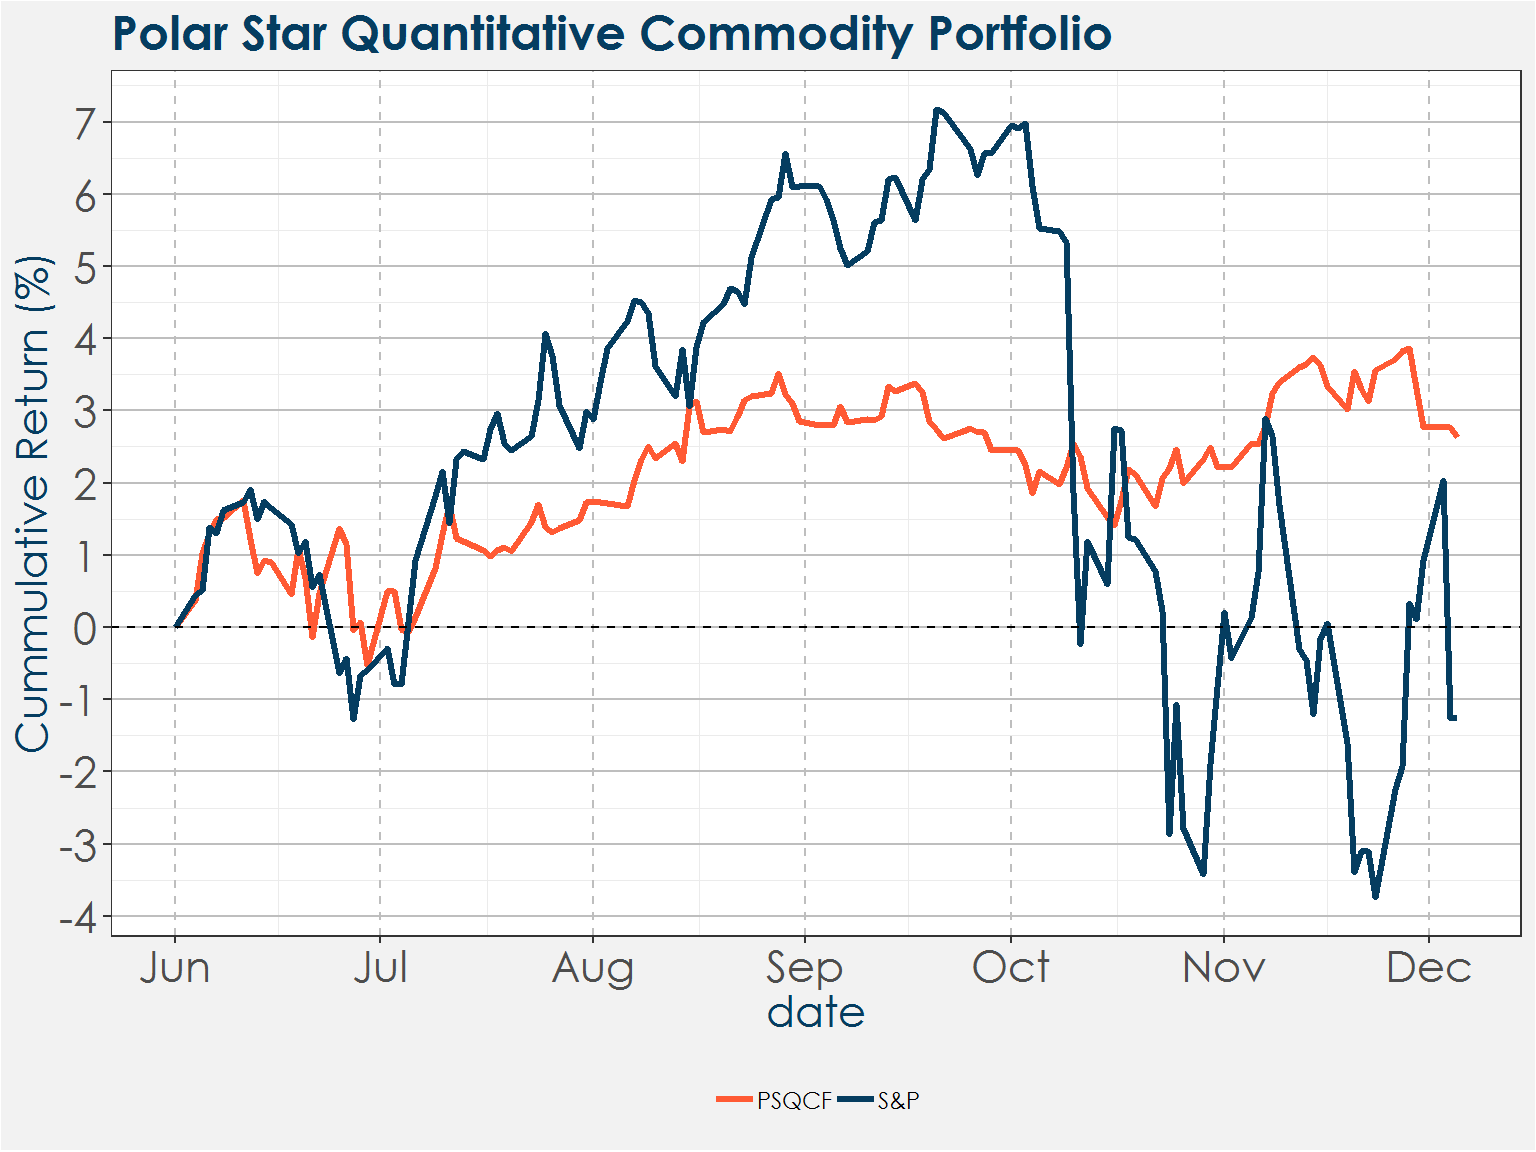 Polar Star Quantitative Commodity Portfolio
Cummulative Return (%)
7
6
5
4
3
2
1
0
-1
-2
-3
-4
Jun Jul Aug Sep Oct Nov Dec
date
PSQCF S&P